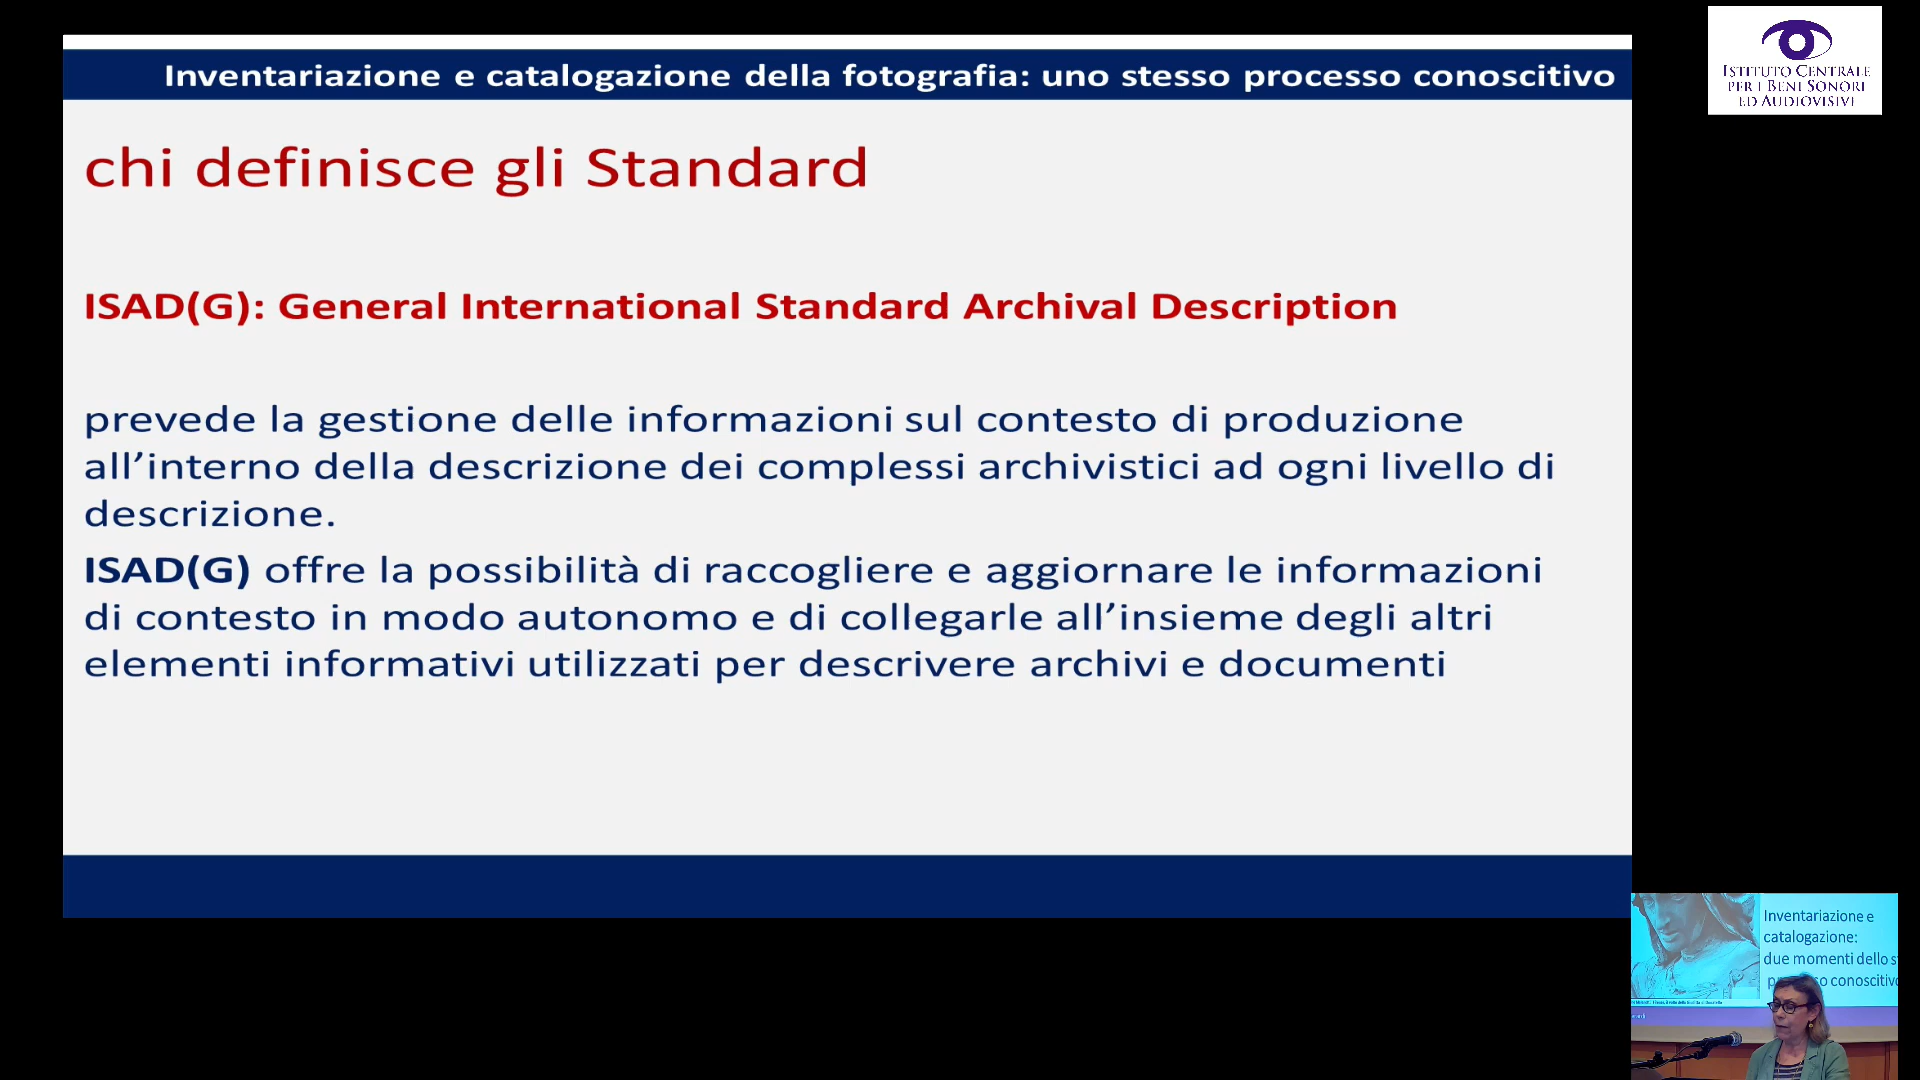 Inventariazione e catalogazione della fotografia: uno stesso processo conoscitivo
ISTITUTO CENTRALE
PER I BENI SONORI
ED AUDIOVISIVI
chi definisce gli Standard
ISAD(G): General International Standard Archival Description
prevede la gestione delle informazioni sul contesto di produzione
all’interno della descrizione dei complessi archivistici ad ogni livello di
descrizione.
ISAD(G) offre la possibilità di raccogliere e aggiornare le informazioni
di contesto in modo autonomo e di collegarle all’insieme degli altri
elementi informativi utilizzati per descrivere archivi e documenti
Inventariazione e
catalogazione:
due momenti dello
conoscitivo